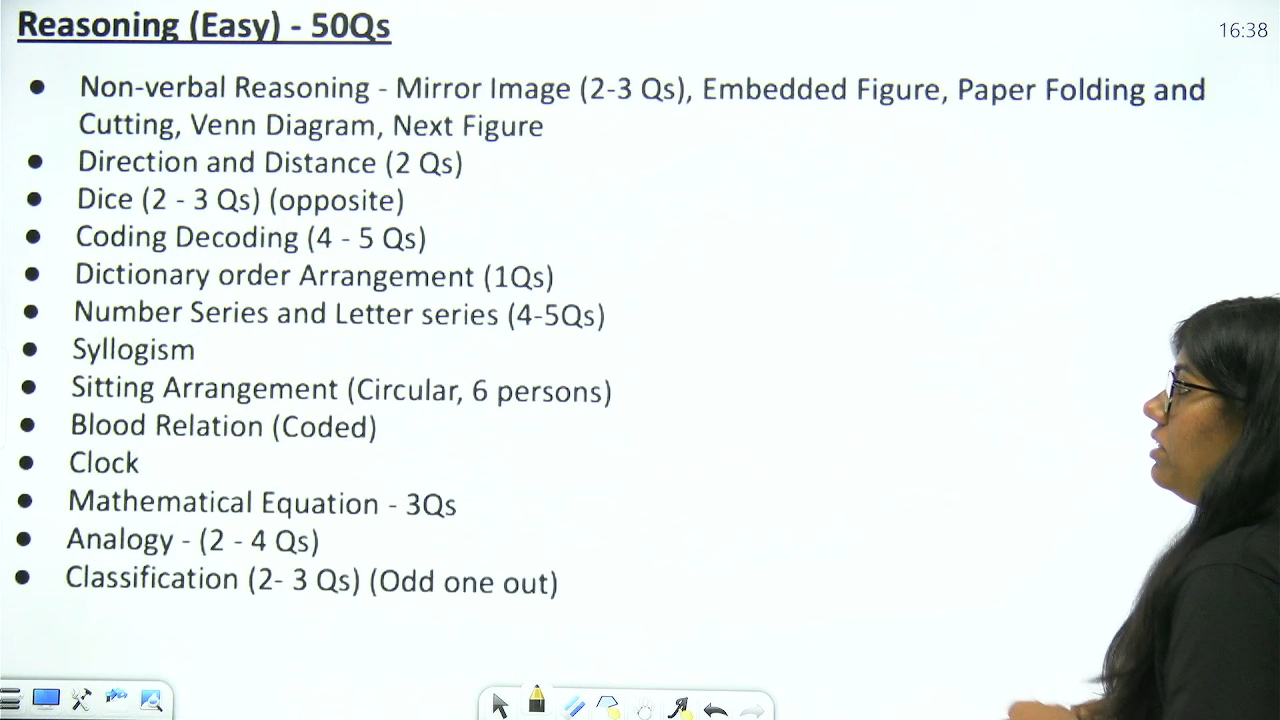 Reasoning (Easy) - 50Qs
16:38
● Non-verbal Reasoning - Mirror Image (2-3 Qs), Embedded Figure, Paper Folding and
Cutting, Venn Diagram, Next Figure
● Direction and Distance (2 Qs)
● Dice (2 - 3 Qs) (opposite)
● Coding Decoding (4 - 5 Qs)
● Dictionary order Arrangement (1Qs)
● Number Series and Letter series (4-5Qs)
● Syllogism
● Sitting Arrangement (Circular, 6 persons)
● Blood Relation (Coded)
● Clock
● Mathematical Equation - 3Qs
● Analogy - (2 - 4 Qs)
● Classification (2- 3 Qs) (Odd one out)